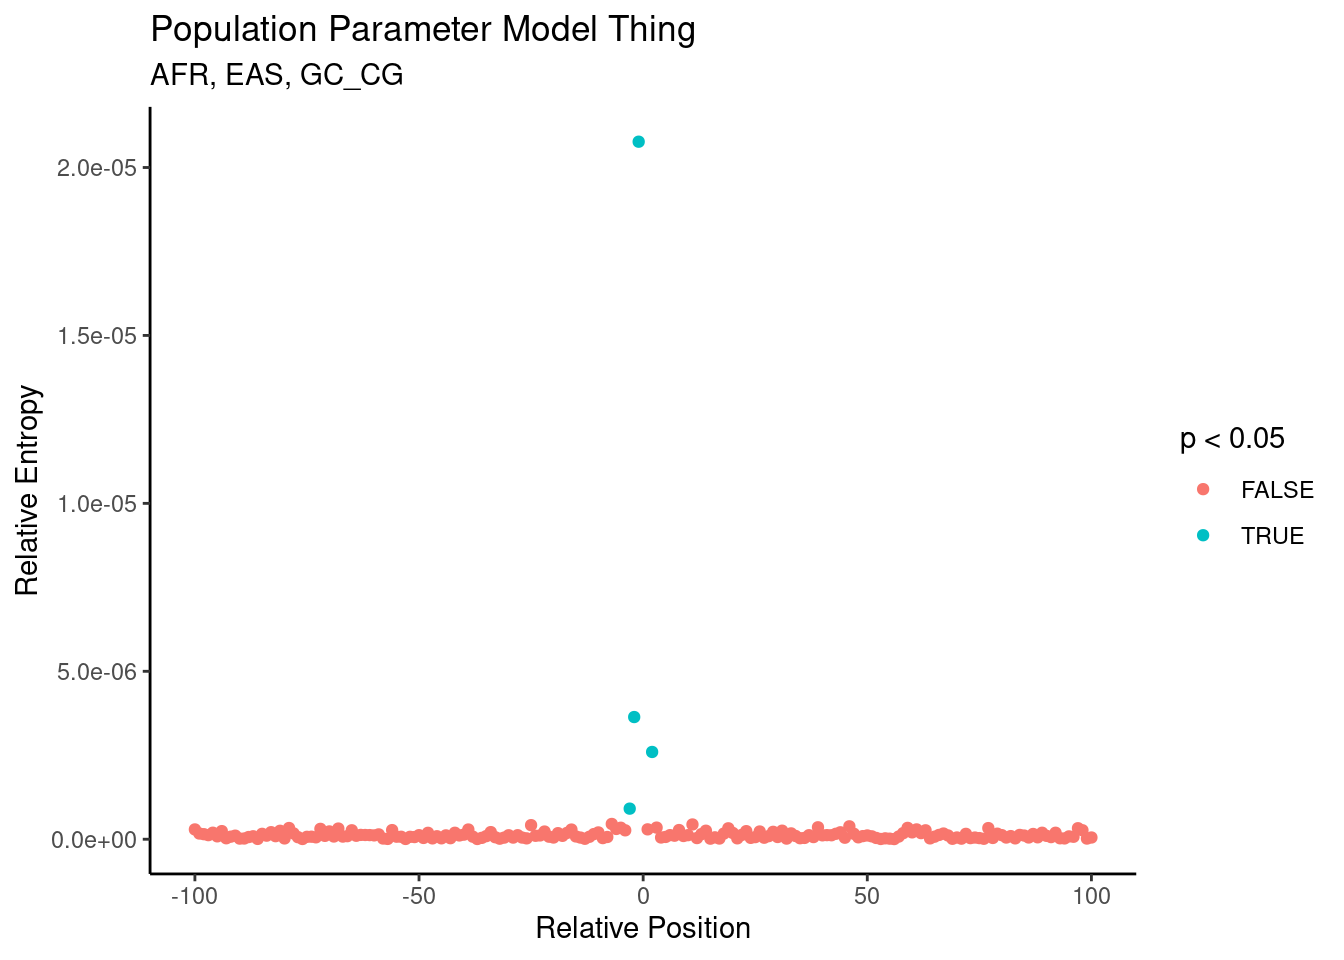 Population Parameter Model Thing
AFR, EAS, GC_CG
2.0e-05
1.5e-05
1.0e-05
5.0e-06
0.0e+00
Relative Entropy
-100
-50
0
50
100
Relative Position
p < 0.05
FALSE
TRUE